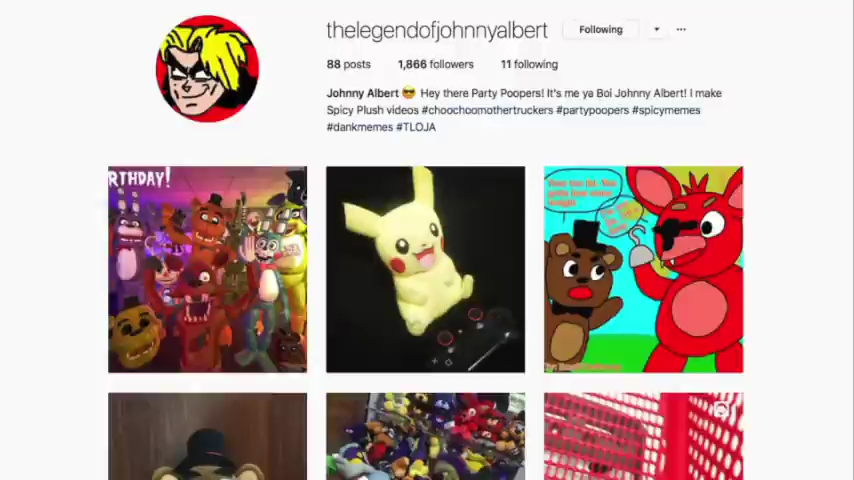 thelegendofjohnnyalbert Following
88 posts 1,866 followers 11 following
Johnny Albert 😎 Hey there Party Poopers! It's me ya Boi Johnny Albert! I make
Spicy Plush videos #choochoomothertruckers #partypoopers #spicymemes
#dankmemes #TLOJA
RTHDAY!